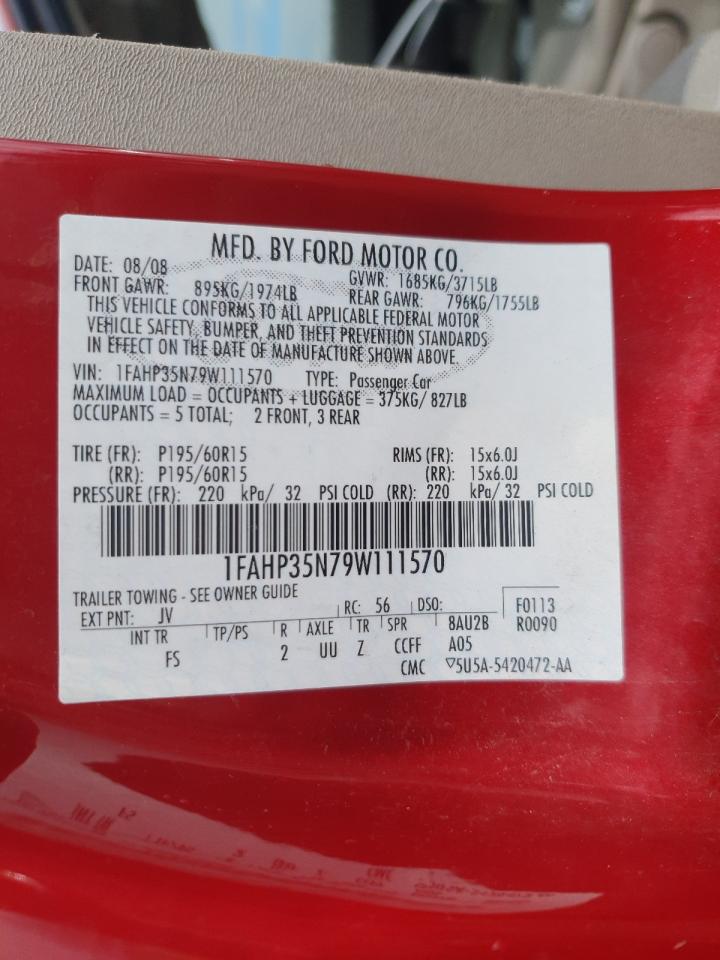 MFD. BY FORD MOTOR CO.
DATE: 08/08 GVWR: 1685KG/3715LB
FRONT GAWR: 895KG/1974LB REAR GAWR: 796KG/1755LB
THIS VEHICLE CONFORMS TO ALL APPLICABLE FEDERAL MOTOR
VEHICLE SAFETY, BUMPER, AND THEFT PREVENTION STANDARDS
IN EFFECT ON THE DATE OF MANUFACTURE SHOWN ABOVE.
VIN: 1FAHP35N79W111570 TYPE: Passenger Car
MAXIMUM LOAD = OCCUPANTS + LUGGAGE = 375KG/ 827LB
OCCUPANTS = 5 TOTAL; 2 FRONT, 3 REAR
TIRE (FR): P195/60R15 RIMS (FR): 15x6.0J
(RR): P195/60R15 (RR): 15x6.0J
PRESSURE (FR): 220 kPa/ 32 PSI COLD (RR): 220 kPa/ 32 PSI COLD
1FAHP35N79W111570
TRAILER TOWING - SEE OWNER GUIDE
EXT PNT: JV RC: 56 DSO: F0113
INT TR TP/PS R AXLE TR SPR 8AU2B R0090
FS 2 UU Z CCFF A05
CMC ▽5U5A-5420472-AA